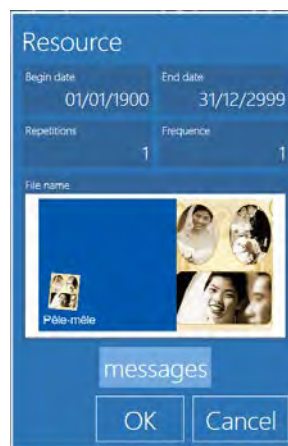 Resource
Begin date End date
01/01/1900 31/12/2999
Repetitions Frequence
1 1
File name
Pêle-mêle
messages
OK Cancel